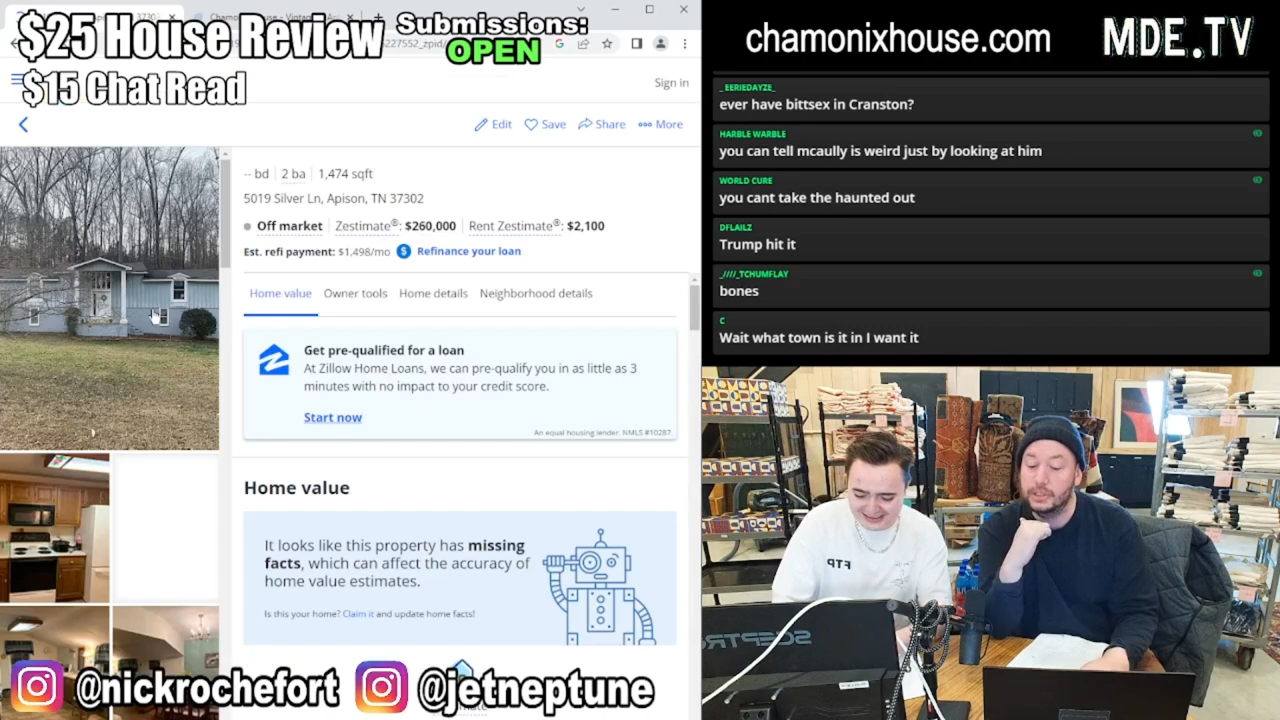 $25 House Review
Submissions:
OPEN
$15 Chat Read
Sign in
Edit
Save
Share
More
-- bd
2 ba
1,474 sqft
5019 Silver Ln, Apison, TN 37302
Off market
Zestimate®: $260,000
Rent Zestimate®: $2,100
Est. refi payment: $1,498/mo
$
Refinance your loan
Home value
Owner tools
Home details
Neighborhood details
Get pre-qualified for a loan
At Zillow Home Loans, we can pre-qualify you in as little as 3
minutes with no impact to your credit score.
Start now
An equal housing lender. NMLS #10287.
Home value
It looks like this property has missing
facts, which can affect the accuracy of
home value estimates.
Is this your home? Claim it and update home facts!
@nickrochefort
@jetneptune
chamonixhouse.com
MDE.TV
_EERIEDAYZE_
ever have bittsex in Cranston?
HARBLE WARBLE
you can tell mcaully is weird just by looking at him
WORLD CURE
you cant take the haunted out
DFLAILZ
Trump hit it
_////_TCHUMFLAY
bones
C
Wait what town is it in I want it
FTP
SCEPTRE